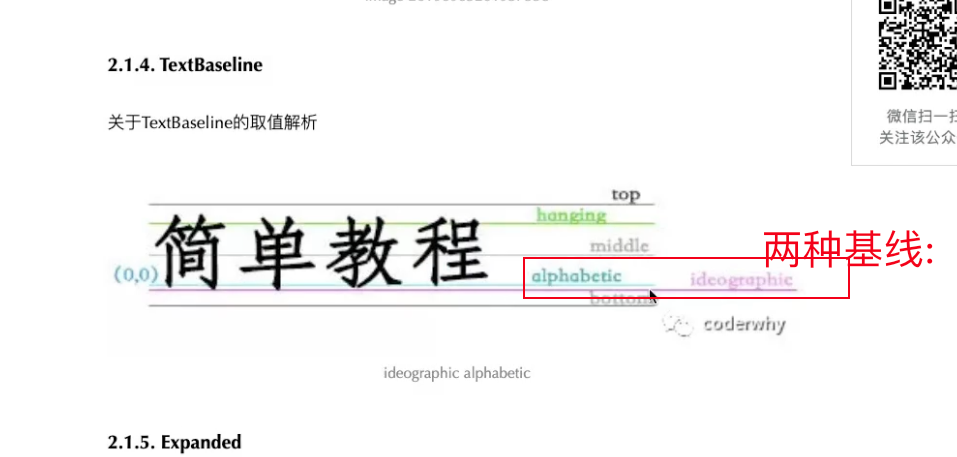 2.1.4. TextBaseline
关于TextBaseline的取值解析
微信扫一扫
关注该公众
top
hanging
简单教程
middle
两种基线:
(0,0)
alphabetic
ideographic
bottom
coderwhy
ideographic alphabetic
2.1.5. Expanded